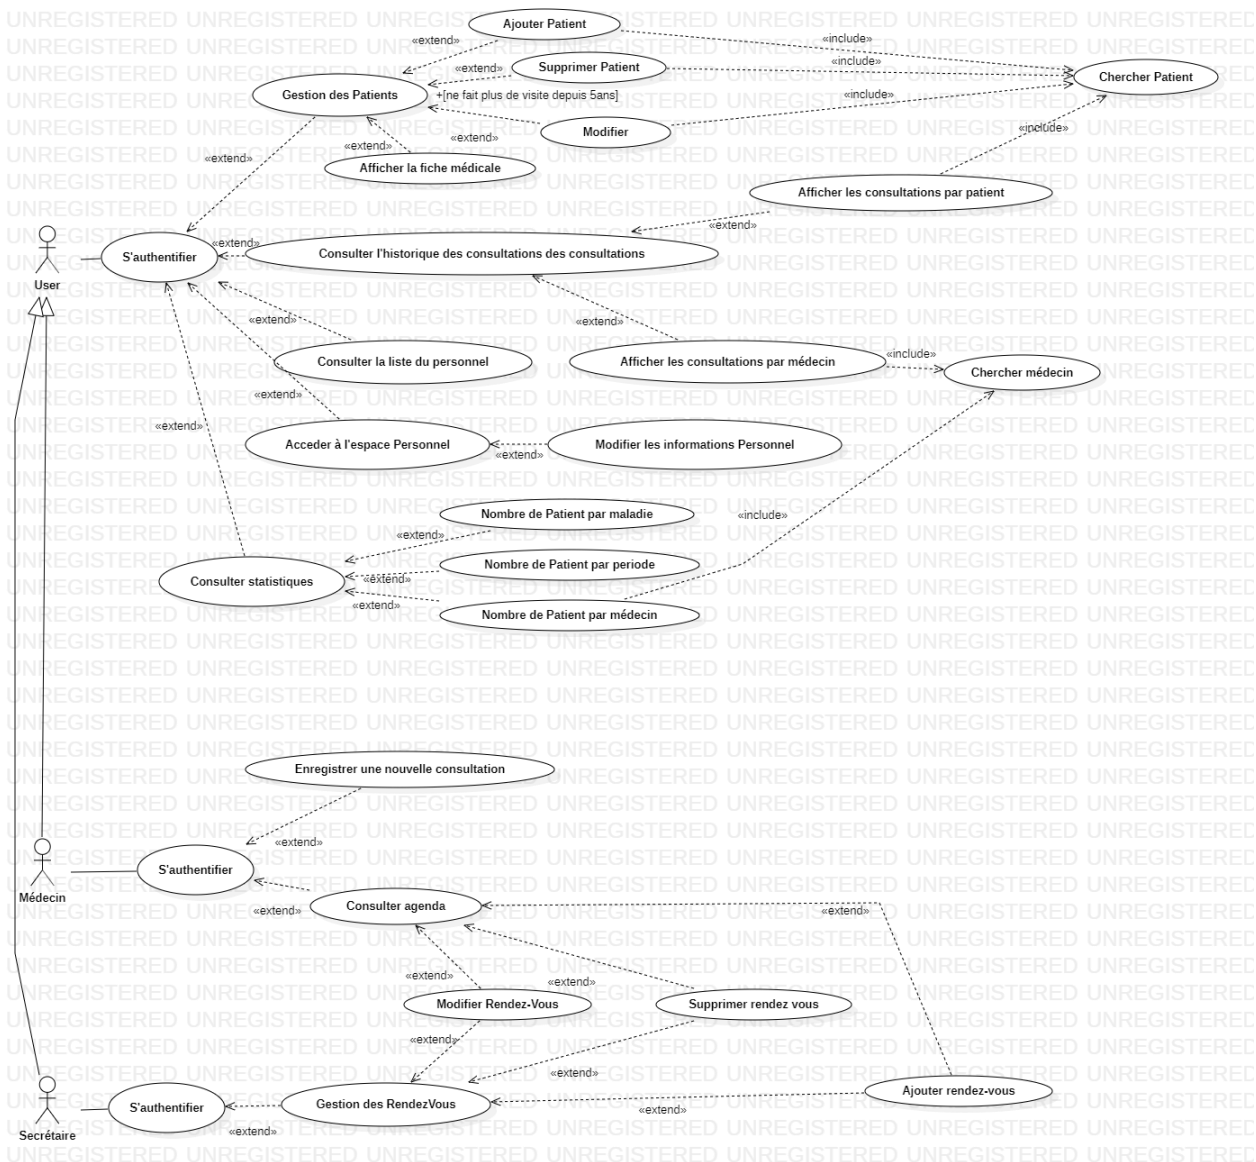 Ajouter Patient
«extend»
«include»
Supprimer Patient
«extend»
«include»
Chercher Patient
Gestion des Patients
+[ne fait plus de visite depuis 5ans]
«include»
Modifier
«extend»
«include»
«extend»
«extend»
Afficher la fiche médicale
Afficher les consultations par patient
«extend»
«extend»
S'authentifier
Consulter l'historique des consultations des consultations
User
«extend»
«extend»
Consulter la liste du personnel
Afficher les consultations par médecin
«include»
Chercher médecin
«extend»
«extend»
Acceder à l'espace Personnel
Modifier les informations Personnel
«extend»
Nombre de Patient par maladie
«include»
«extend»
Nombre de Patient par periode
«extend»
Consulter statistiques
«extend»
Nombre de Patient par médecin
Enregistrer une nouvelle consultation
«extend»
S'authentifier
Médecin
Consulter agenda
«extend»
«extend»
«extend»
«extend»
Modifier Rendez-Vous
Supprimer rendez vous
«extend»
«extend»
Ajouter rendez-vous
Gestion des RendezVous
S'authentifier
«extend»
«extend»
Secrétaire
UNREGISTERED